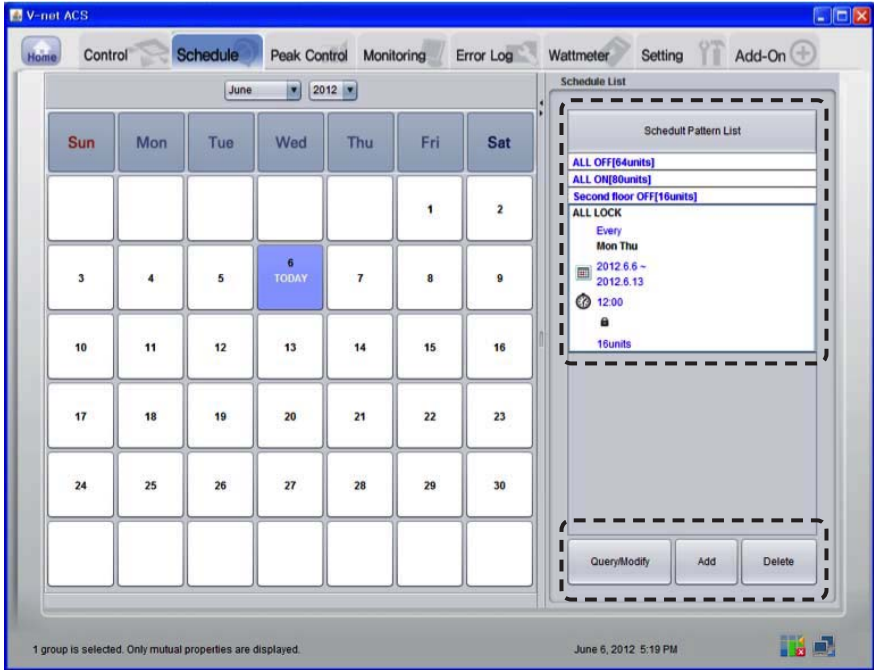 V-net ACS
Home Control Schedule Peak Control Monitoring Error Log Wattmeter Setting Add-On
June 2012
Sun Mon Tue Wed Thu Fri Sat
1 2
3 4 5 6 7 8 9
TODAY
10 11 12 13 14 15 16
17 18 19 20 21 22 23
24 25 26 27 28 29 30
Schedule List
Schedult Pattern List
ALL OFF[64units]
ALL ON[80units]
Second floor OFF[16units]
ALL LOCK
Every
Mon Thu
2012.6.6 ~
2012.6.13
12:00
16units
Query/Modify Add Delete
1 group is selected. Only mutual properties are displayed. June 6, 2012 5:19 PM